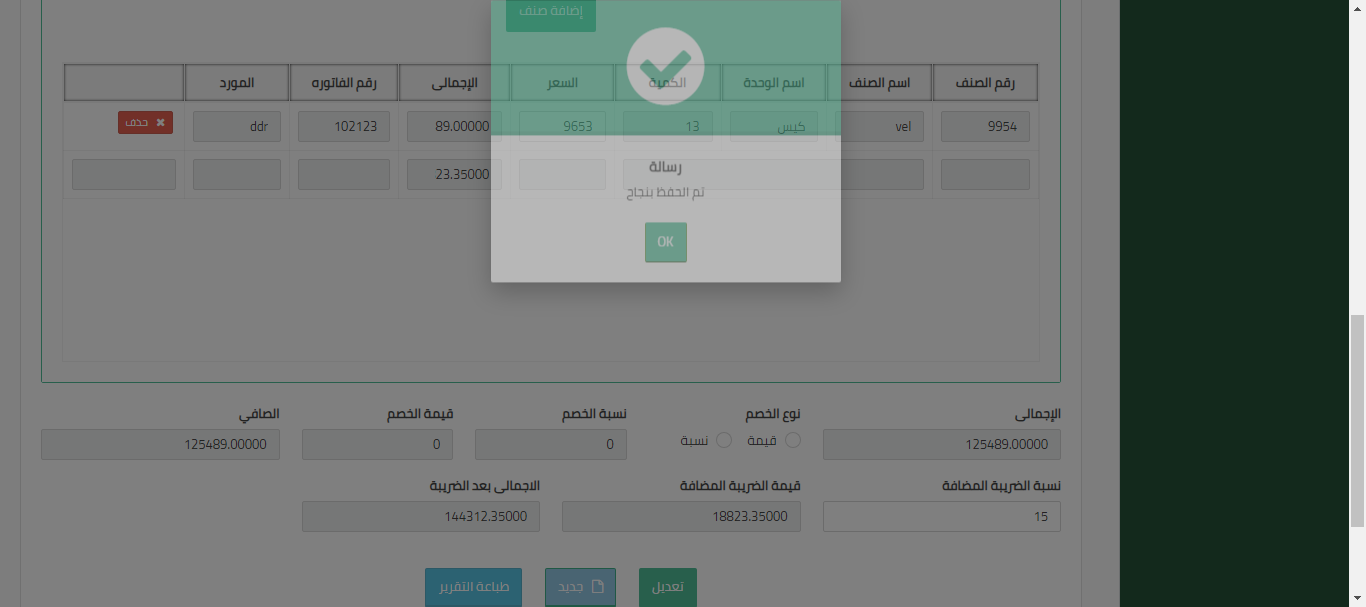 إضافة صنف
رقم الصنف اسم الصنف اسم الوحدة الكمية السعر الإجمالى رقم الفاتوره المورد
9954 vel كيس 13 9653 89.00000 102123 ddr حذف
23.35000
رسالة
تم الحفظ بنجاح
OK
الإجمالى نوع الخصم نسبة الخصم قيمة الخصم الصافي
125489.00000 قيمة نسبة 0 0 125489.00000
نسبة الضريبة المضافة قيمة الضريبة المضافة الاجمالى بعد الضريبة
15 18823.35000 144312.35000
تعديل جديد طباعة التقرير